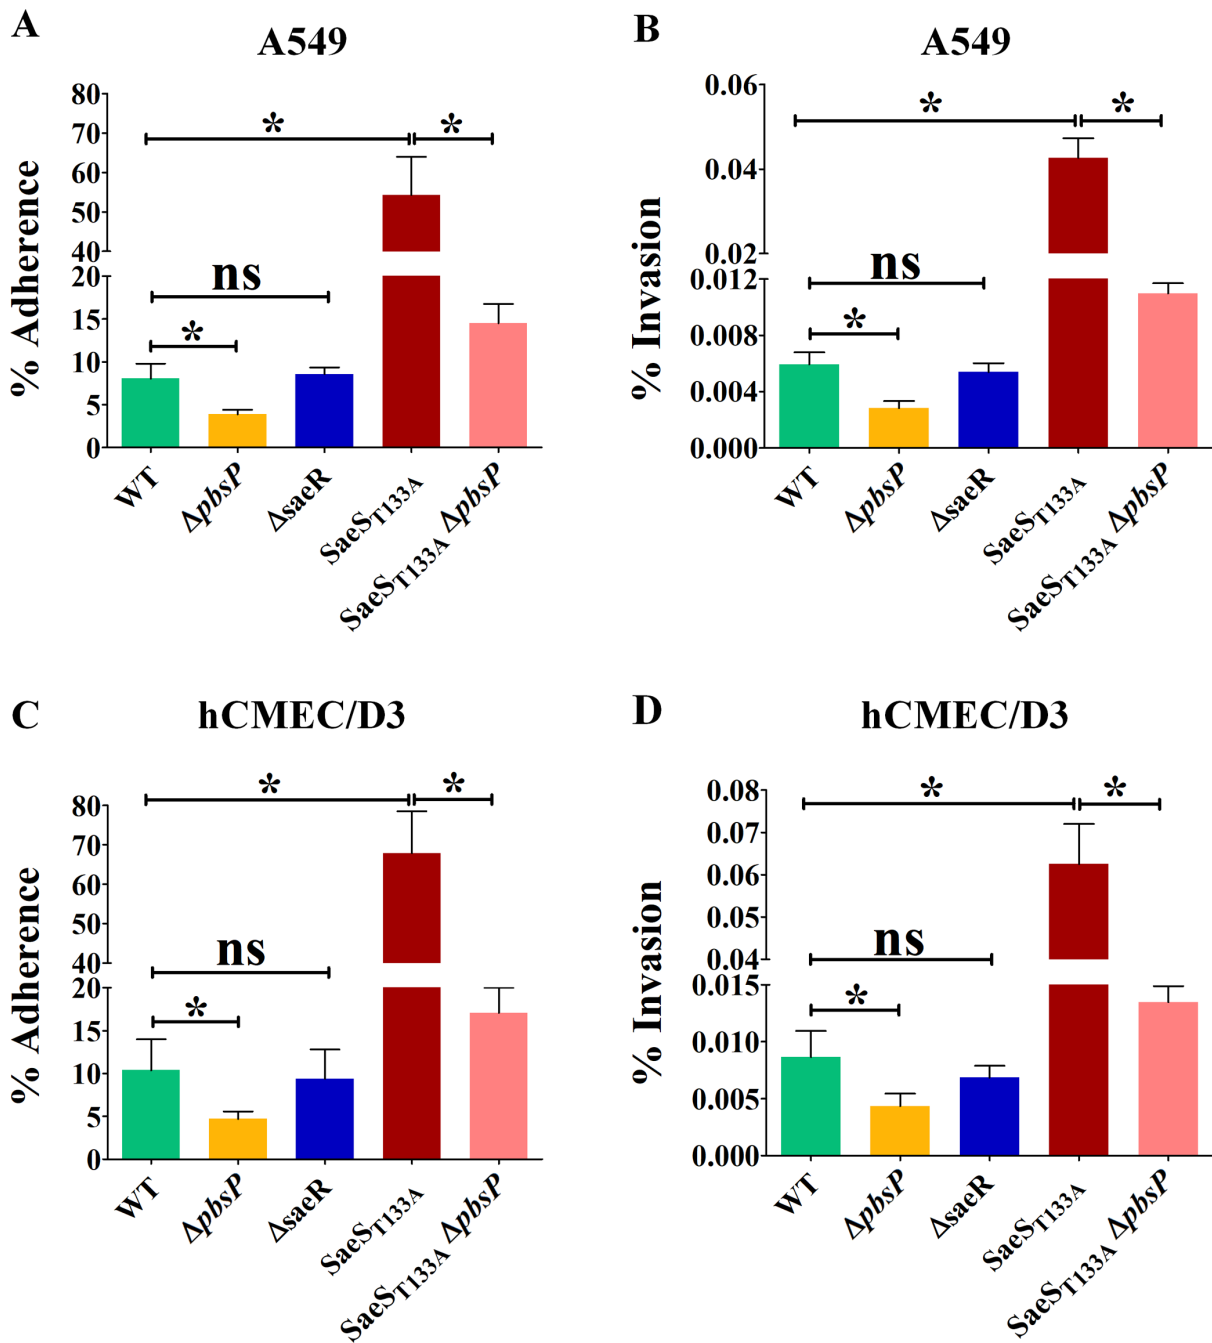 A
A549
% Adherence
80
70
60
50
40
20
15
10
5
0
*
*
ns
*
WT
ΔpbsP
ΔsaeR
SaeST133A
SaeST133A ΔpbsP
B
A549
% Invasion
0.06
0.04
0.02
0.012
0.008
0.004
0.000
*
*
ns
*
WT
ΔpbsP
ΔsaeR
SaeST133A
SaeST133A ΔpbsP
C
hCMEC/D3
% Adherence
80
70
60
50
40
20
15
10
5
0
*
*
ns
*
WT
ΔpbsP
ΔsaeR
SaeST133A
SaeST133A ΔpbsP
D
hCMEC/D3
% Invasion
0.08
0.07
0.06
0.05
0.04
0.015
0.010
0.005
0.000
*
*
ns
*
WT
ΔpbsP
ΔsaeR
SaeST133A
SaeST133A ΔpbsP